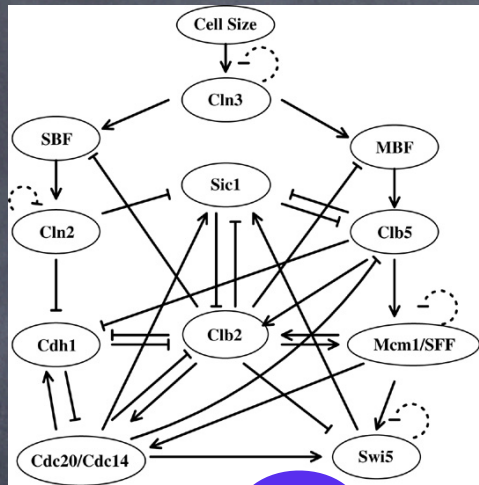 Cell Size
Cln3
SBF
MBF
Sic1
Cln2
Clb5
Cdh1
Clb2
Mcm1/SFF
Cdc20/Cdc14
Swi5